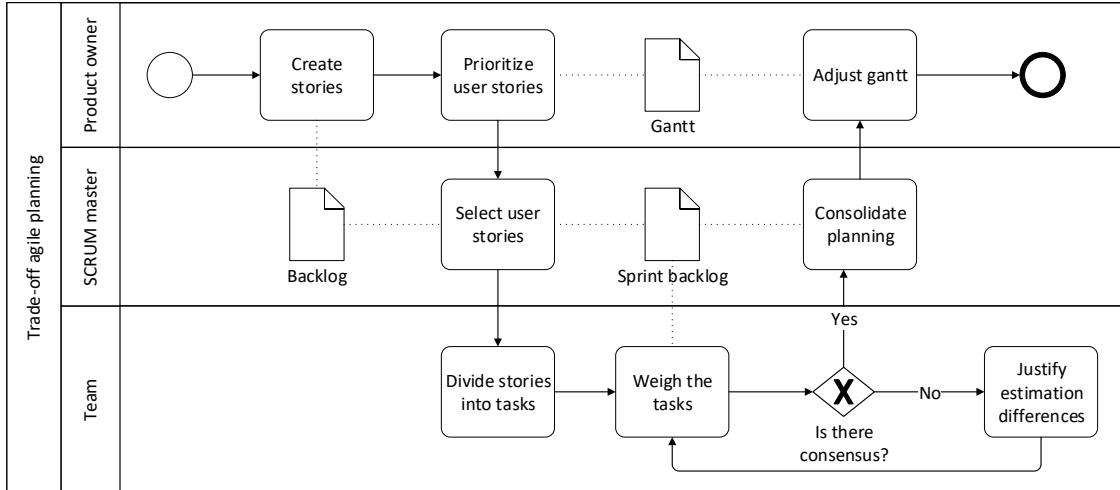 Trade-off agile planning
Product owner
Create
stories
Prioritize
user stories
Gantt
Adjust gantt
SCRUM master
Backlog
Select user
stories
Sprint backlog
Consolidate
planning
Team
Divide stories
into tasks
Weigh the
tasks
Yes
X
Is there
consensus?
No
Justify
estimation
differences